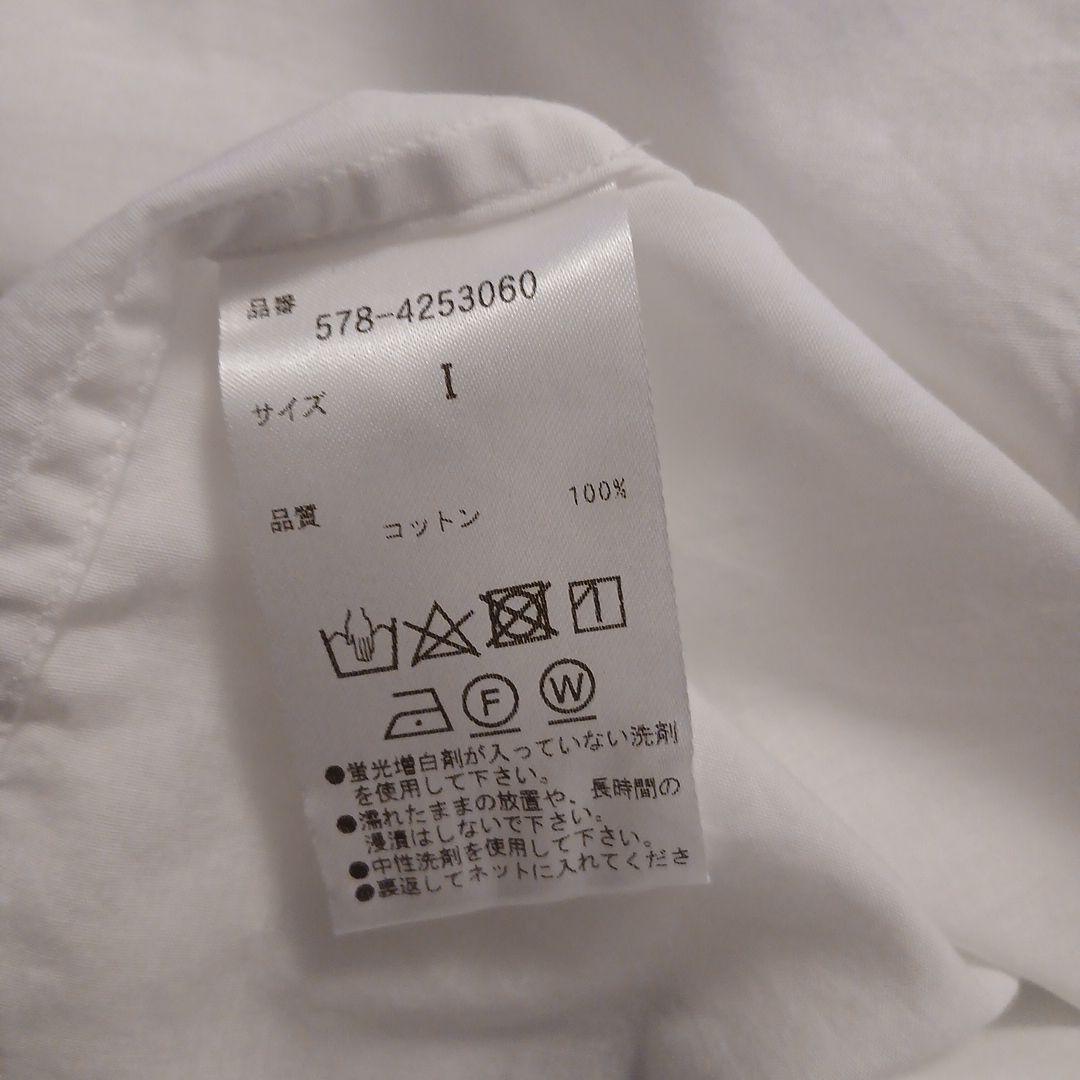 品番 578-4253060
サイズ I
品質 コットン 100%
F W
●蛍光増白剤が入っていない洗剤
を使用して下さい。
●濡れたままの放置や、長時間の
浸漬はしないで下さい。
●中性洗剤を使用して下さい。
●裏返してネットに入れてくださ